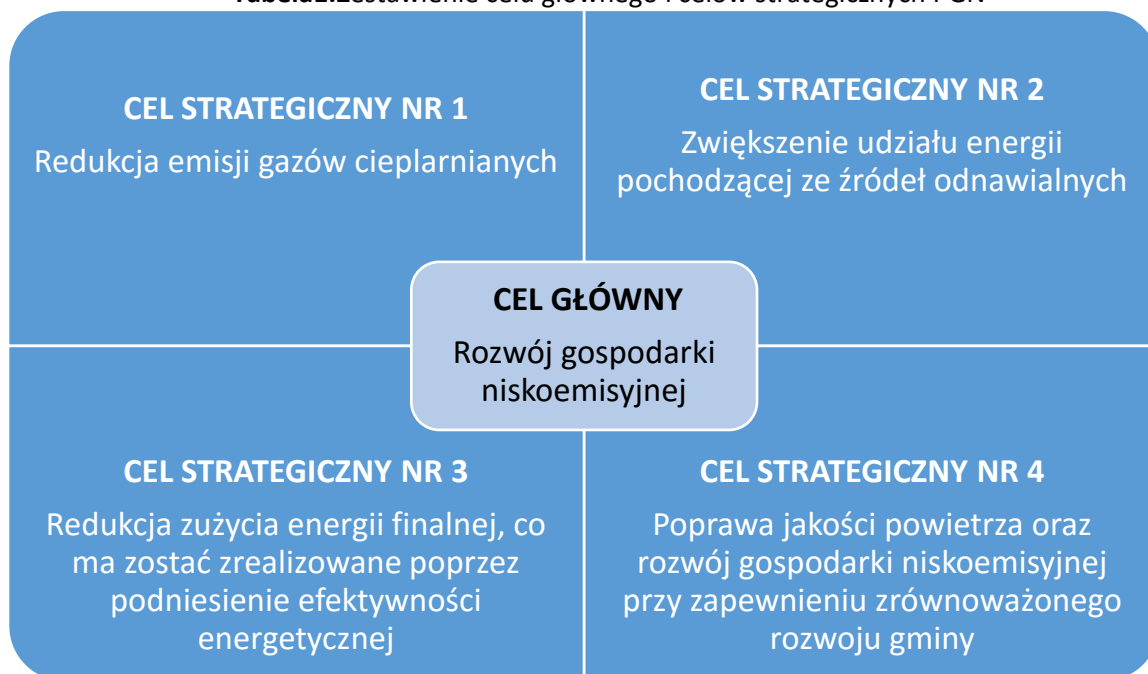 CEL STRATEGICZNY NR 1
Redukcja emisji gazów cieplarnianych
CEL STRATEGICZNY NR 2
Zwiększenie udziału energii
pochodzącej ze źródeł odnawialnych
CEL GŁÓWNY
Rozwój gospodarki
niskoemisyjnej
CEL STRATEGICZNY NR 3
Redukcja zużycia energii finalnej, co
ma zostać zrealizowane poprzez
podniesienie efektywności
energetycznej
CEL STRATEGICZNY NR 4
Poprawa jakości powietrza oraz
rozwój gospodarki niskoemisyjnej
przy zapewnieniu zrównoważonego
rozwoju gminy